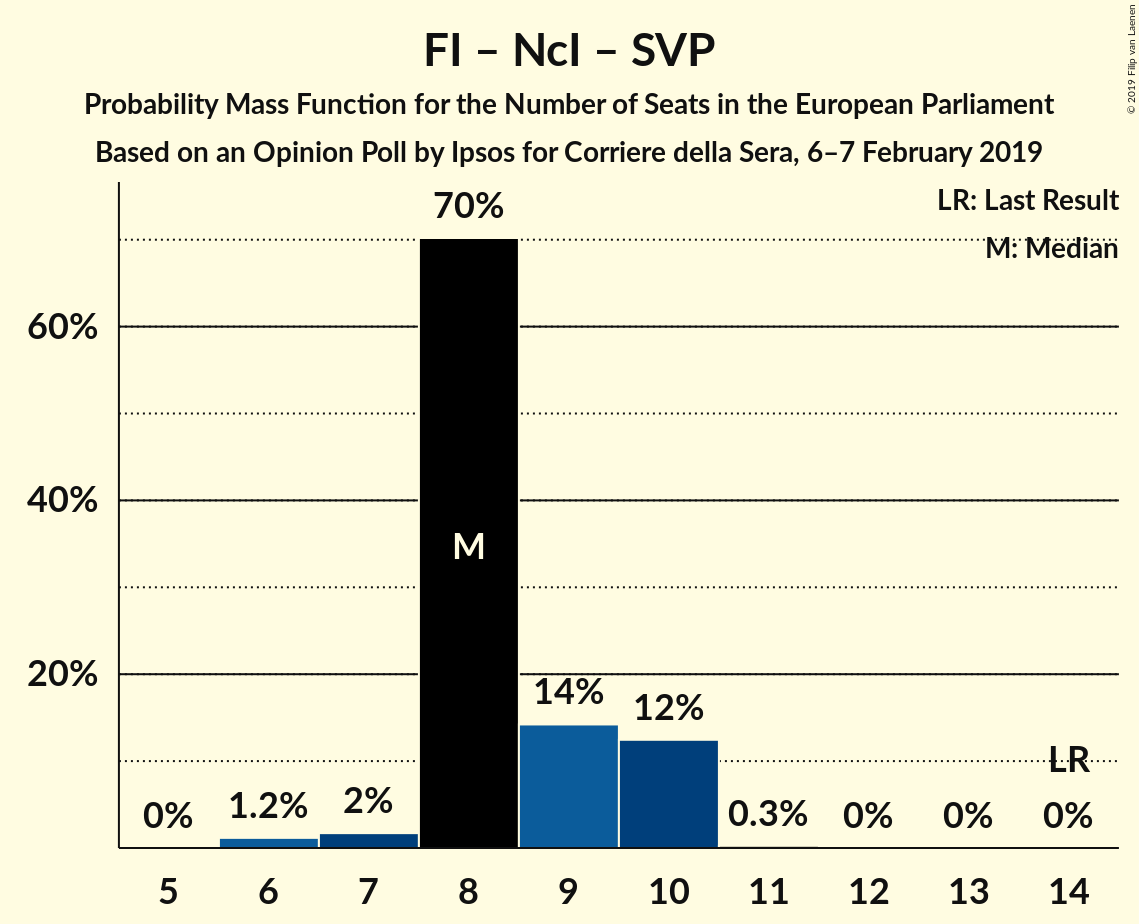 FI – NcI – SVP
Probability Mass Function for the Number of Seats in the European Parliament
Based on an Opinion Poll by Ipsos for Corriere della Sera, 6–7 February 2019
© 2019 Filip van Laenen
LR: Last Result
M: Median
70%
60%
40%
M
20%
14%
12%
LR
0%
1.2%
2%
0.3%
0%
0%
0%
5 6 7 8 9 10 11 12 13 14